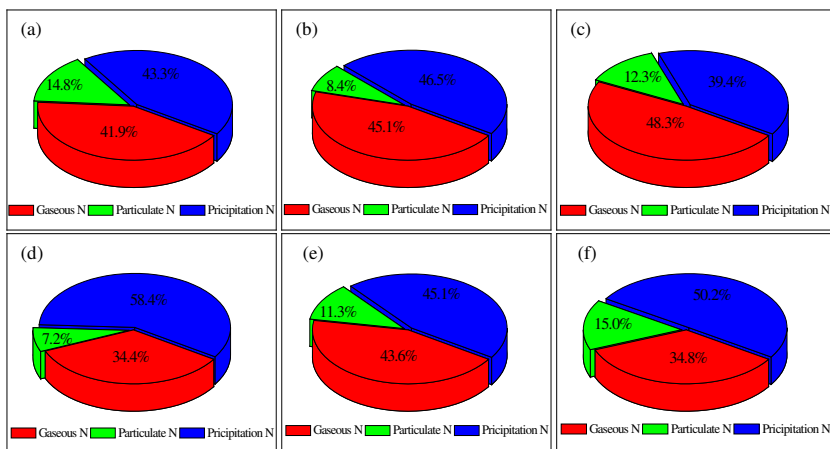 (a)
43.3%
14.8%
41.9%
Gaseous N Particulate N Pricipitation N
(b)
46.5%
8.4%
45.1%
Gaseous N Particulate N Pricipitation N
(c)
39.4%
12.3%
48.3%
Gaseous N Particulate N Pricipitation N
(d)
58.4%
7.2%
34.4%
Gaseous N Particulate N Pricipitation N
(e)
45.1%
11.3%
43.6%
Gaseous N Particulate N Pricipitation N
(f)
50.2%
15.0%
34.8%
Gaseous N Particulate N Pricipitation N